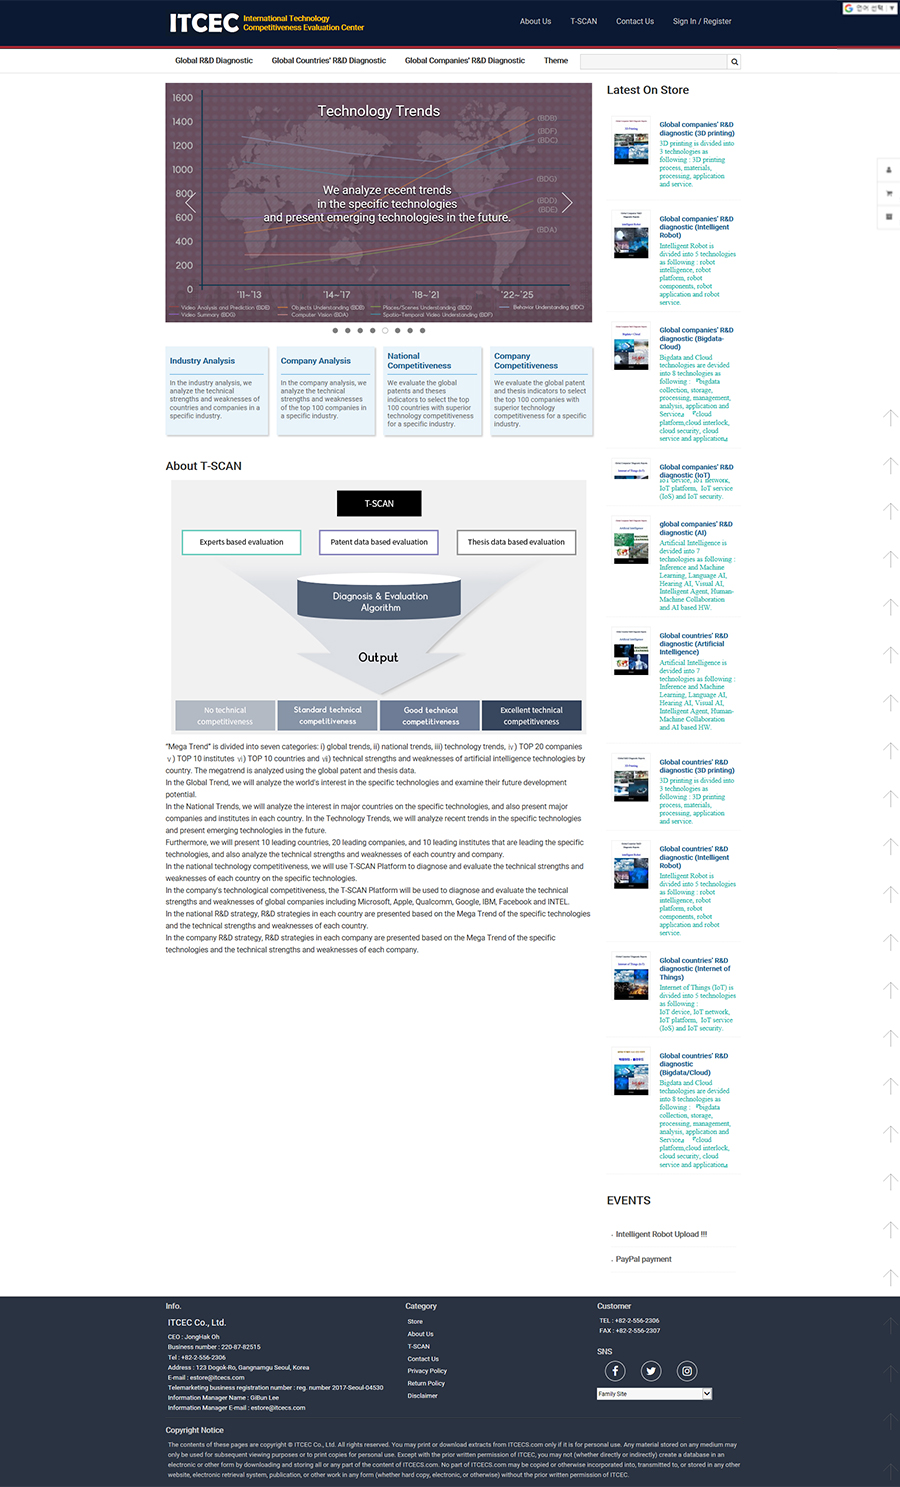 ITCEC International Technology
Competitiveness Evaluation Center
About Us T-SCAN Contact Us Sign In / Register
언어 선택
Global R&D Diagnostic Global Countries' R&D Diagnostic Global Companies' R&D Diagnostic Theme
Technology Trends
1600
1400
1200
1000
800
600
400
200
0
(BDB)
(BDF)
(BDC)
(BDG)
(BDD)
(BDE)
(BDA)
We analyze recent trends
in the specific technologies
and present emerging technologies in the future.
'11~'13 '14~'17 '18~'21 '22~'25
Video Analysis and Prediction (BDE) Objects Understanding (BDB) Places/Scenes Understanding (BDD) Behavior Understanding (BDC)
Video Summary (BDG) Computer Vision (BDA) Spatio-Temporal Video Understanding (BDF)
Industry Analysis
In the industry analysis, we
analyze the technical
strengths and weaknesses of
countries and companies in a
specific industry.
Company Analysis
In the company analysis, we
analyze the technical
strengths and weaknesses
of the top 100 companies in
a specific industry.
National
Competitiveness
We evaluate the global
patents and theses
indicators to select the top
100 countries with superior
technology competitiveness
for a specific industry.
Company
Competitiveness
We evaluate the global
patent and thesis indicators
to select the top 100
companies with superior
technology competitiveness
for a specific industry.
About T-SCAN
T-SCAN
Experts based evaluation Patent data based evaluation Thesis data based evaluation
Diagnosis & Evaluation
Algorithm
Output
No technical
competitiveness
Standard technical
competitiveness
Good technical
competitiveness
Excellent technical
competitiveness
"Mega Trend" is divided into seven categories: i) global trends, ii) national trends, iii) technology trends, ⅳ) TOP 20 companies
ⅴ) TOP 10 institutes ⅵ) TOP 10 countries and ⅶ) technical strengths and weaknesses of artificial intelligence technologies by
country. The megatrend is analyzed using the global patent and thesis data.
In the Global Trend, we will analyze the world's interest in the specific technologies and examine their future development
potential.
In the National Trends, we will analyze the interest in major countries on the specific technologies, and also present major
companies and institutes in each country. In the Technology Trends, we will analyze recent trends in the specific technologies
and present emerging technologies in the future.
Furthermore, we will present 10 leading countries, 20 leading companies, and 10 leading institutes that are leading the specific
technologies, and also analyze the technical strengths and weaknesses of each country and company.
In the national technology competitiveness, we will use T-SCAN Platform to diagnose and evaluate the technical strengths and
weaknesses of each country on the specific technologies.
In the company's technological competitiveness, the T-SCAN Platform will be used to diagnose and evaluate the technical
strengths and weaknesses of global companies including Microsoft, Apple, Qualcomm, Google, IBM, Facebook and INTEL.
In the national R&D strategy, R&D strategies in each country are presented based on the Mega Trend of the specific technologies
and the technical strengths and weaknesses of each country.
In the company R&D strategy, R&D strategies in each company are presented based on the Mega Trend of the specific
technologies and the technical strengths and weaknesses of each company.
Latest On Store
Global companies' R&D
diagnostic (3D printing)
3D printing is divided into
3 technologies as
following : 3D printing
process, materials,
processing, application
and service.
Global companies' R&D
diagnostic (Intelligent
Robot)
Intelligent Robot is
divided into 5 technologies
as following : robot
intelligence, robot
platform, robot
components, robot
application and robot
service.
Global companies' R&D
diagnostic (Bigdata-
Cloud)
Bigdata and Cloud
technologies are devided
into 8 technologies as
following : 『bigdata
collection, storage,
processing, management,
analysis, application and
Service』 『cloud
platform,cloud interlock,
cloud security, cloud
service and application』
Global companies' R&D
diagnostic (IoT)
IoT device, IoT network,
IoT platform, IoT service
(IoS) and IoT security.
global companies' R&D
diagnostic (AI)
Artificial Intelligence is
devided into 7
technologies as following :
Inference and Machine
Learning, Language AI,
Hearing AI, Visual AI,
Intelligent Agent, Human-
Machine Collaboration
and AI based HW.
Global countries' R&D
diagnostic (Artificial
Intelligence)
Artificial Intelligence is
devided into 7
technologies as following :
Inference and Machine
Learning, Language AI,
Hearing AI, Visual AI,
Intelligent Agent, Human-
Machine Collaboration
and AI based HW.
Global countries' R&D
diagnostic (3D printing)
3D printing is divided into
3 technologies as
following : 3D printing
process, materials,
processing, application
and service.
Global countries' R&D
diagnostic (Intelligent
Robot)
Intelligent Robot is
divided into 5 technologies
as following : robot
intelligence, robot
platform, robot
components, robot
application and robot
service.
Global countries' R&D
diagnostic (Internet of
Things)
Internet of Things (IoT) is
divided into 5 technologies
as following :
IoT device, IoT network,
IoT platform, IoT service
(IoS) and IoT security.
Global countries' R&D
diagnostic
(Bigdata/Cloud)
Bigdata and Cloud
technologies are devided
into 8 technologies as
following : 『bigdata
collection, storage,
processing, management,
analysis, application and
Service』 『cloud
platform,cloud interlock,
cloud security, cloud
service and application』
EVENTS
Intelligent Robot Upload !!!
PayPal payment
Info.
ITCEC Co., Ltd.
CEO : JongHak Oh
Business number : 220-87-82515
Tel : +82-2-556-2306
Address : 123 Dogok-Ro, Gangnamgu Seoul, Korea
E-mail : estore@itcecs.com
Telemarketing business registration number : reg. number 2017-Seoul-04530
Information Manager Name : GiBun Lee
Information Manager E-mail : estore@itcecs.com
Category
Store
About Us
T-SCAN
Contact Us
Privacy Policy
Return Policy
Disclaimer
Customer
TEL : +82-2-556-2306
FAX : +82-2-556-2307
SNS
Family Site
Copyright Notice
The contents of these pages are copyright © ITCEC Co., Ltd. All rights reserved. You may print or download extracts from ITCECS.com only if it is for personal use. Any material stored on any medium may
only be used for subsequent viewing purposes or to print copies for personal use. Except with the prior written permission of ITCEC, you may not (whether directly or indirectly) create a database in an
electronic or other form by downloading and storing all or any part of the content of ITCECS.com. No part of ITCECS.com may be copied or otherwise incorporated into, transmitted to, or stored in any other
website, electronic retrieval system, publication, or other work in any form (whether hard copy, electronic, or otherwise) without the prior written permission of ITCEC.